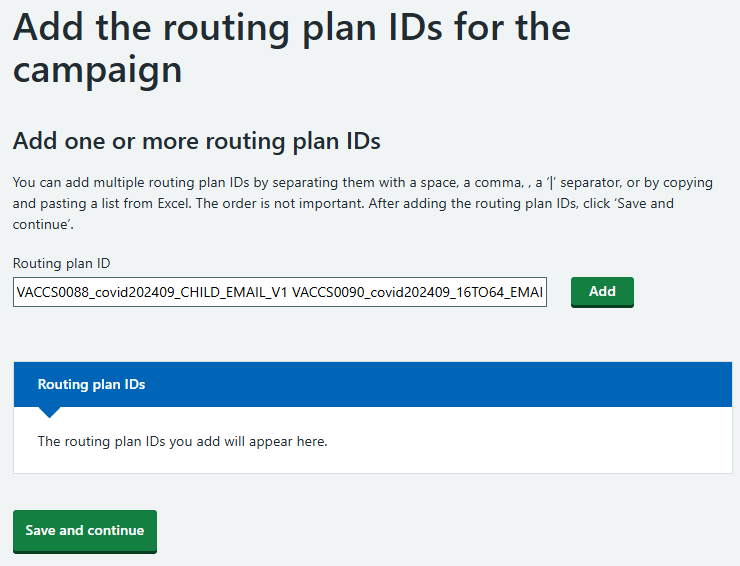 Add the routing plan IDs for the
campaign
Add one or more routing plan IDs
You can add multiple routing plan IDs by separating them with a space, a comma, , a ‘|’ separator, or by copying
and pasting a list from Excel. The order is not important. After adding the routing plan IDs, click ‘Save and
continue’.
Routing plan ID
VACCS0088_covid202409_CHILD_EMAIL_V1 VACCS0090_covid202409_16TO64_EMAI
Add
Routing plan IDs
The routing plan IDs you add will appear here.
Save and continue